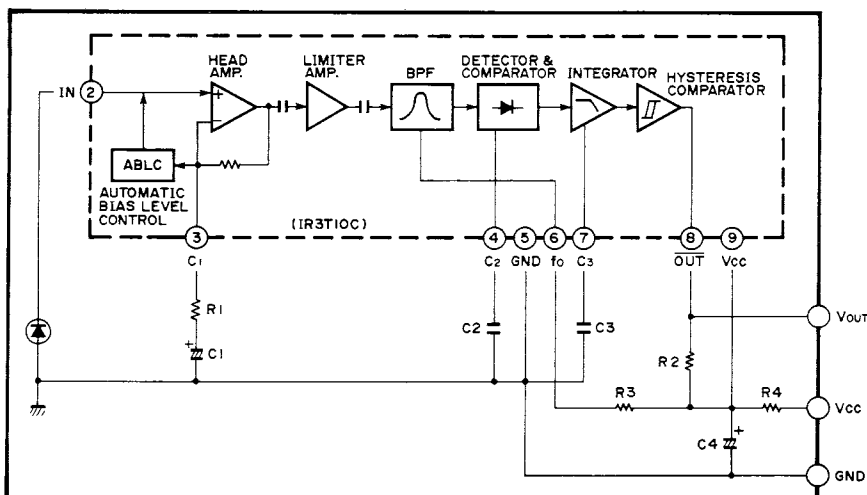 HEAD
AMP.
LIMITER
AMP.
BPF
DETECTOR &
COMPARATOR
INTEGRATOR
HYSTERESIS
COMPARATOR
IN 2
+
−
ABLC
AUTOMATIC
BIAS LEVEL
CONTROL
(IR3T10C)
3 4 5 6 7 8 9
C1 C2 GND fo C3 OUT Vcc
R1
+ C1
C2
C3
R2
VOUT
R3
R4
Vcc
C4 +
GND